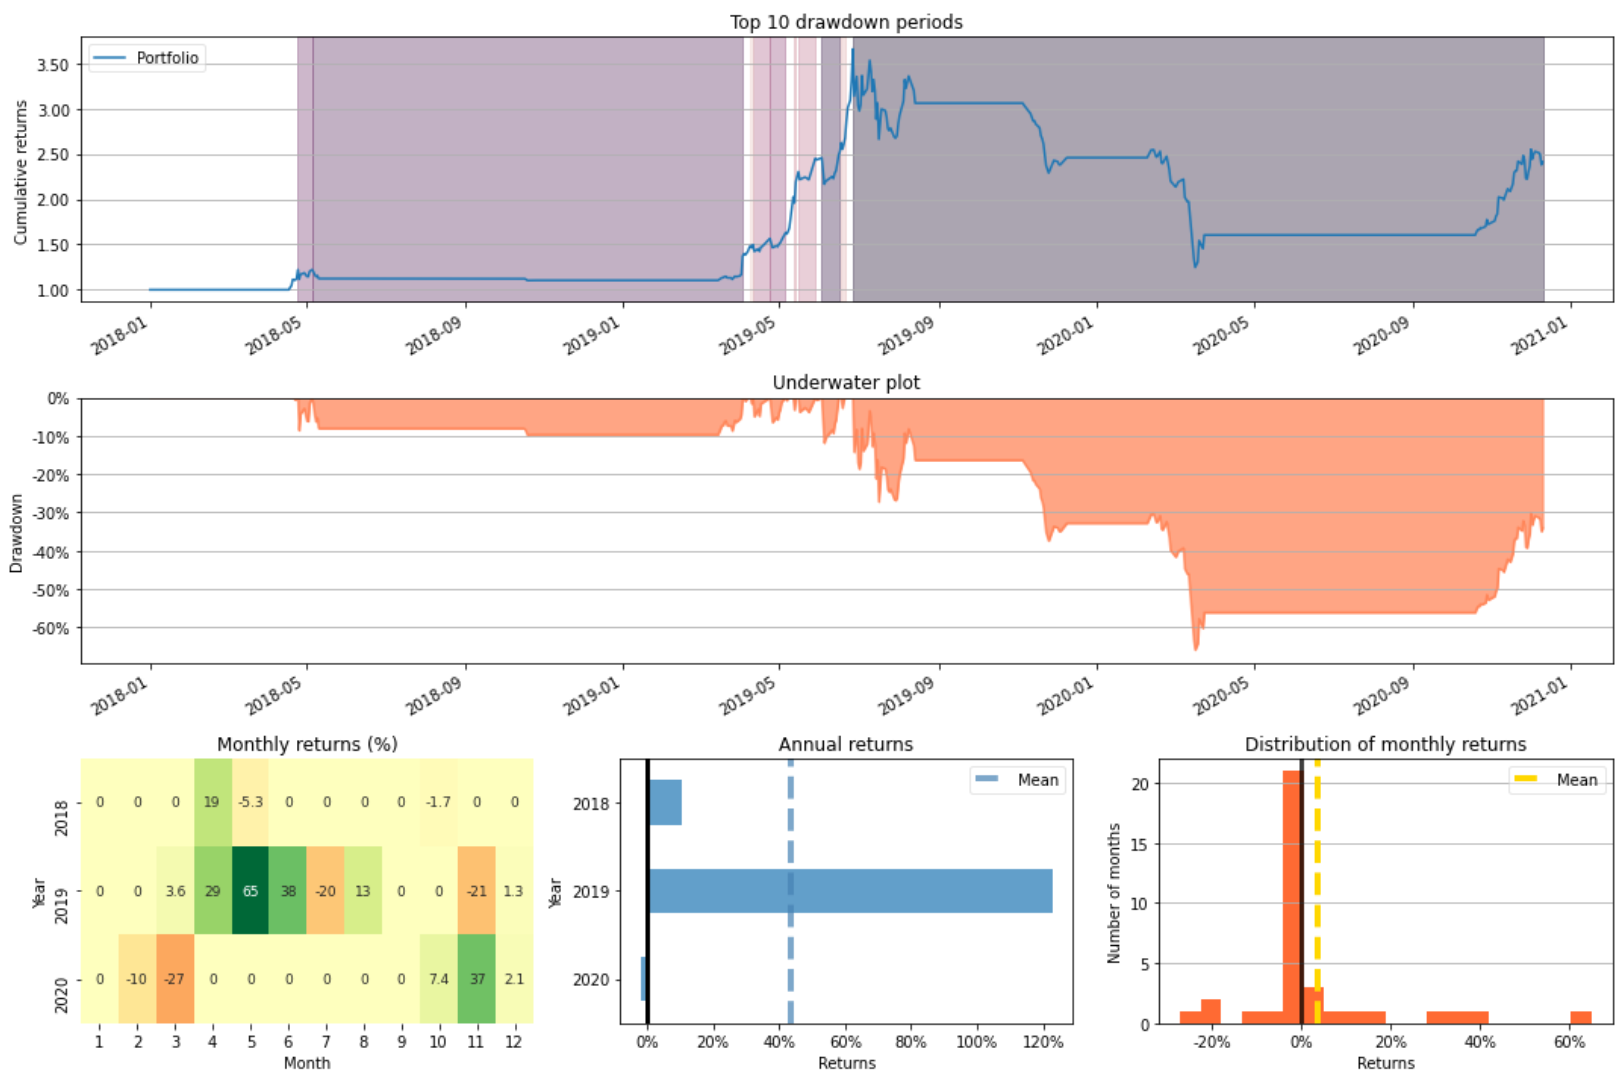 Top 10 drawdown periods
Portfolio
Cumulative returns
3.50
3.00
2.50
2.00
1.50
1.00
2018-01 2018-05 2018-09 2019-01 2019-05 2019-09 2020-01 2020-05 2020-09 2021-01
Underwater plot
Drawdown
0%
-10%
-20%
-30%
-40%
-50%
-60%
2018-01 2018-05 2018-09 2019-01 2019-05 2019-09 2020-01 2020-05 2020-09 2021-01
Monthly returns (%)
Year
2018 0 0 0 19 -5.3 0 0 0 0 -1.7 0 0
2019 0 0 3.6 29 65 38 -20 13 0 0 -21 1.3
2020 0 -10 -27 0 0 0 0 0 0 7.4 37 2.1
1 2 3 4 5 6 7 8 9 10 11 12
Month
Annual returns
Mean
Year
2018
2019
2020
0% 20% 40% 60% 80% 100% 120%
Returns
Distribution of monthly returns
Mean
Number of months
20
15
10
5
0
-20% 0% 20% 40% 60%
Returns